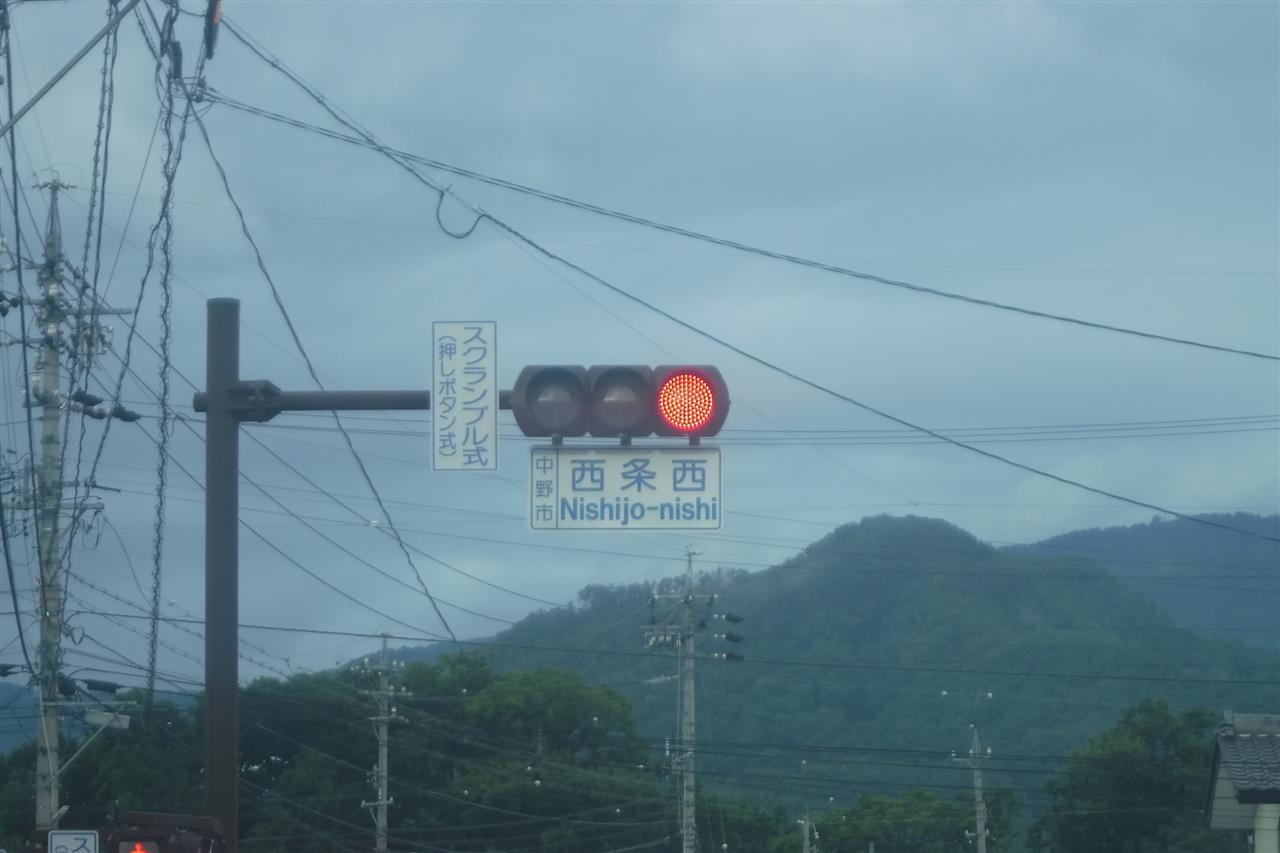 スクランブル式
(押しボタン式)
中野市
西条西
Nishijo-nishi
ス